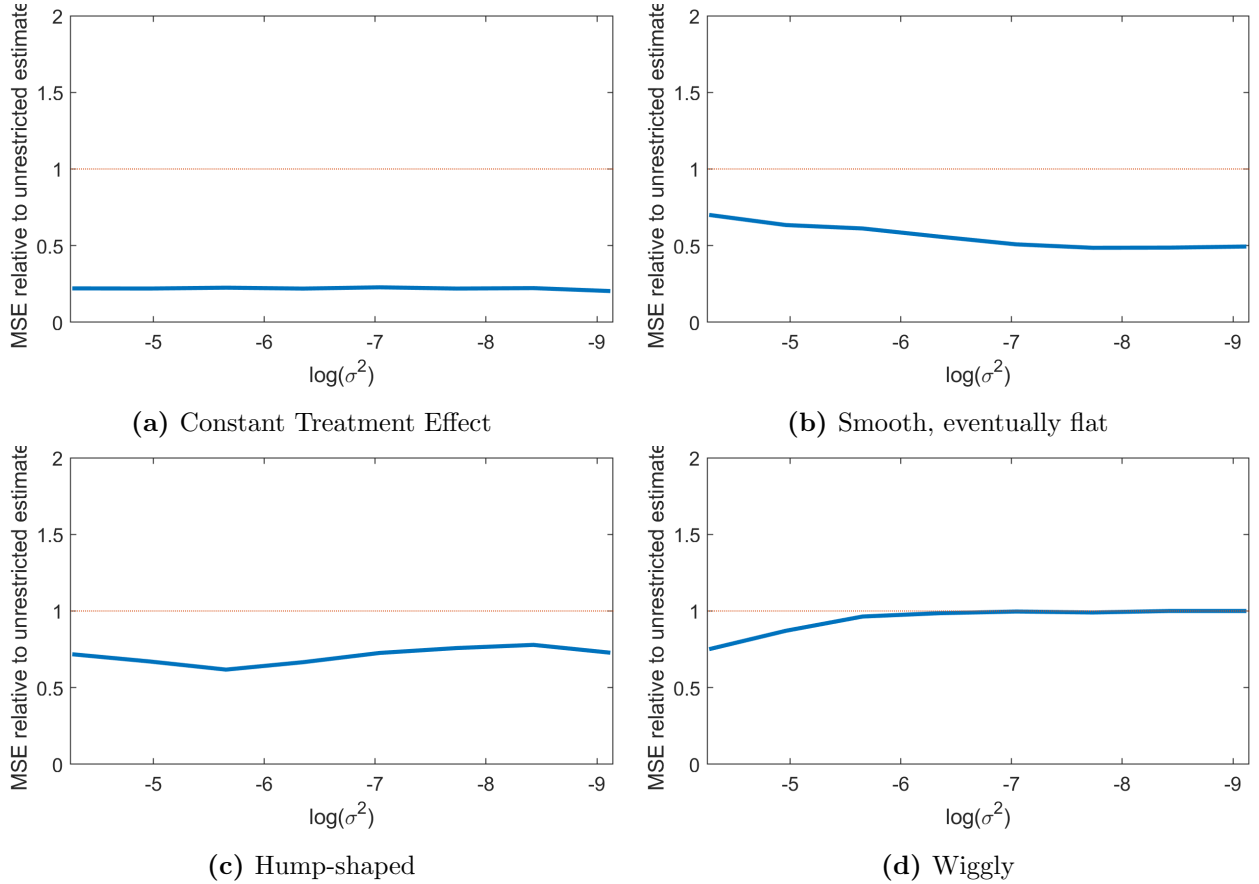 MSE relative to unrestricted estimate
2
1.5
1
0.5
0
-5 -6 -7 -8 -9
log(σ²)
(a) Constant Treatment Effect
MSE relative to unrestricted estimate
2
1.5
1
0.5
0
-5 -6 -7 -8 -9
log(σ²)
(b) Smooth, eventually flat
MSE relative to unrestricted estimate
2
1.5
1
0.5
0
-5 -6 -7 -8 -9
log(σ²)
(c) Hump-shaped
MSE relative to unrestricted estimate
2
1.5
1
0.5
0
-5 -6 -7 -8 -9
log(σ²)
(d) Wiggly